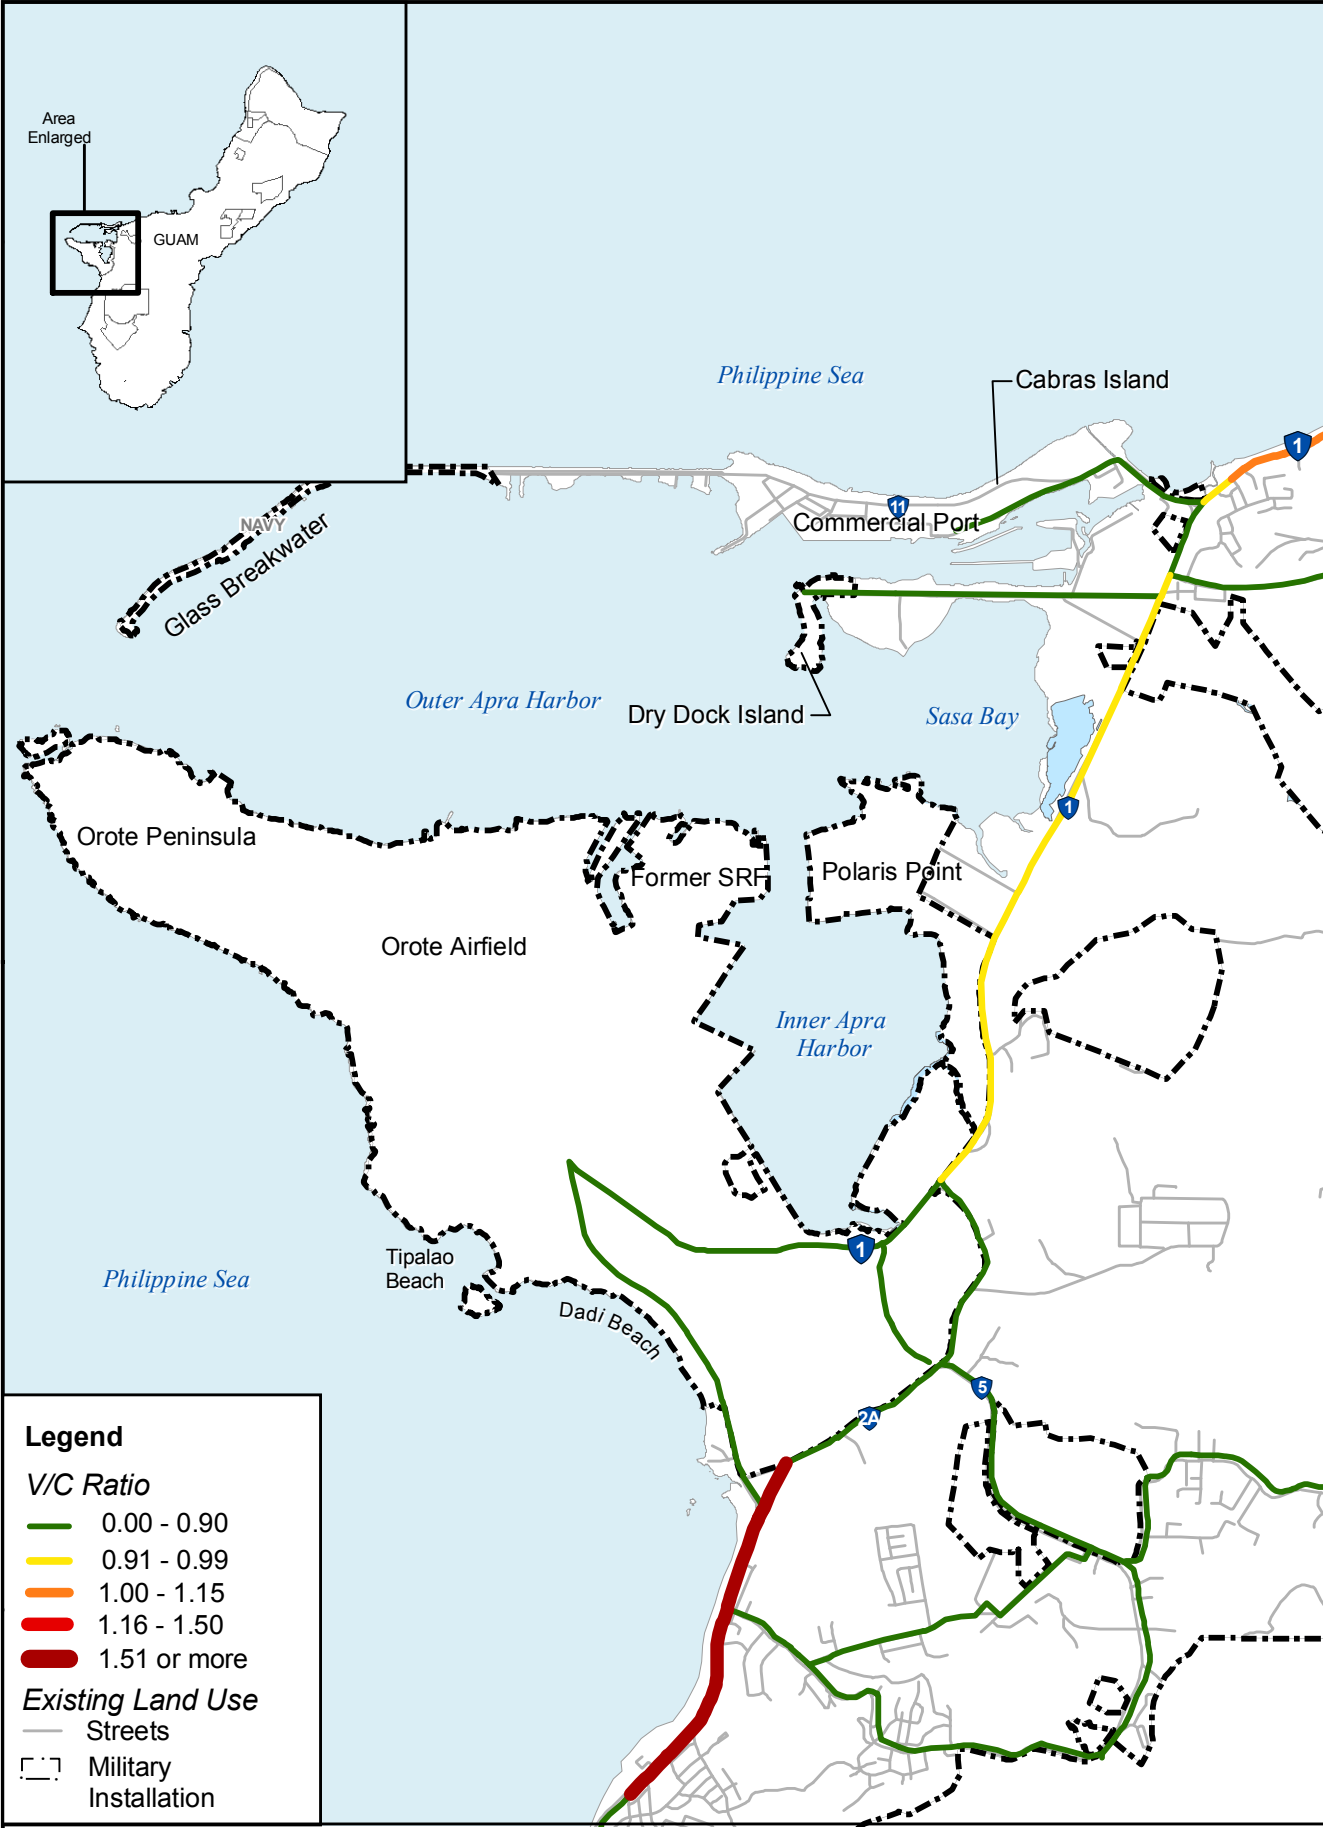 Area
Enlarged
GUAM
Philippine Sea
Cabras Island
1
11
Commercial Port
NAVY
Glass Breakwater
Outer Apra Harbor
Dry Dock Island
Sasa Bay
1
Orote Peninsula
Former SRF
Polaris Point
Orote Airfield
Inner Apra
Harbor
1
Tipalao
Beach
Philippine Sea
Dadi Beach
5
2A
Legend
V/C Ratio
0.00 - 0.90
0.91 - 0.99
1.00 - 1.15
1.16 - 1.50
1.51 or more
Existing Land Use
Streets
Military
Installation